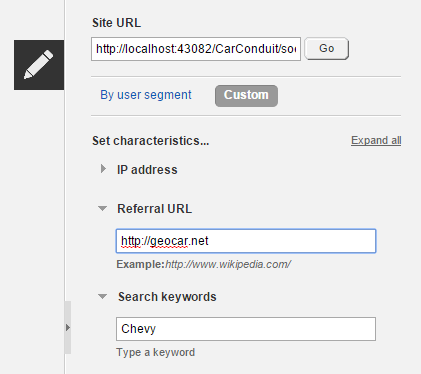 Site URL
http://localhost:43082/CarConduit/soc
Go
By user segment
Custom
Set characteristics...
Expand all
IP address
Referral URL
http://geocar.net
Example:http://www.wikipedia.com/
Search keywords
Chevy
Type a keyword